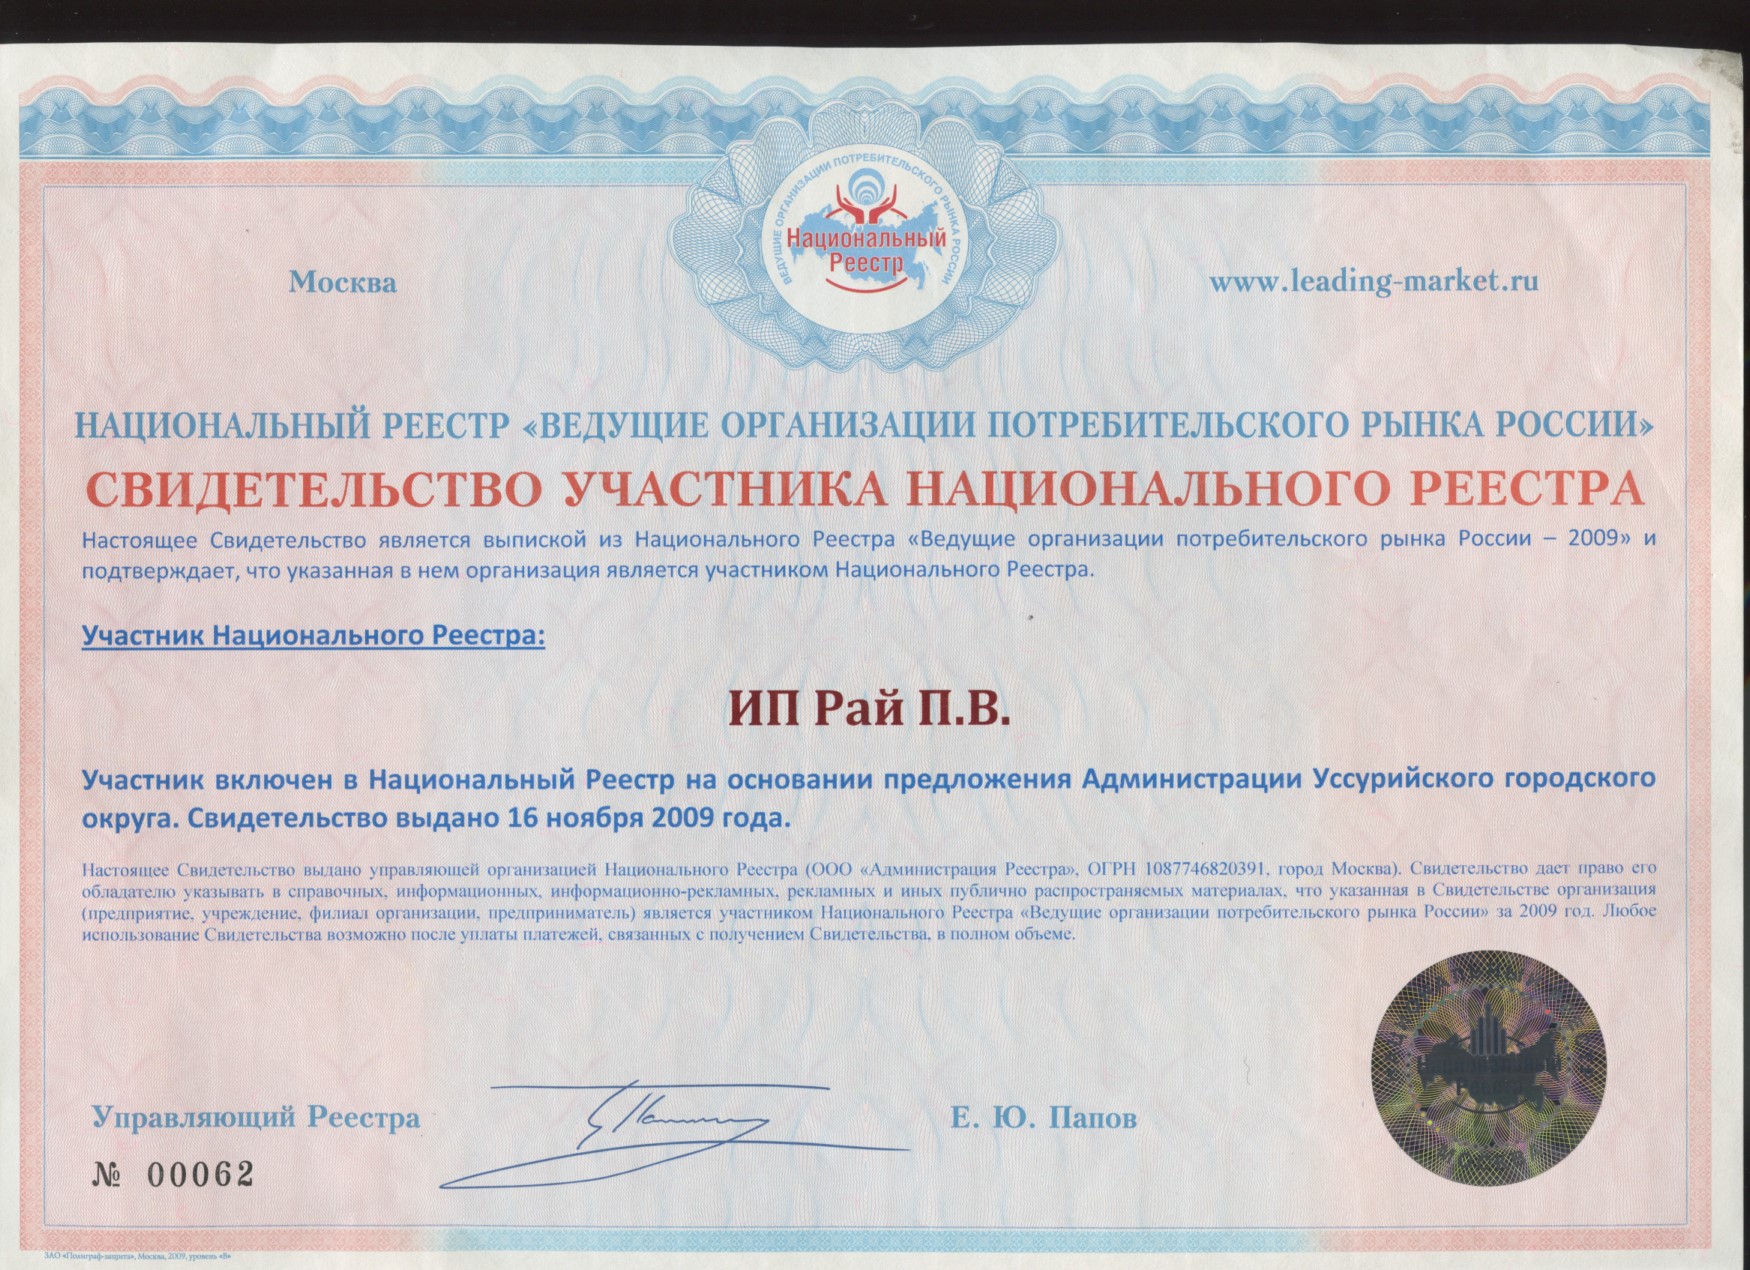 ВЕДУЩИЕ ОРГАНИЗАЦИИ ПОТРЕБИТЕЛЬСКОГО РЫНКА РОССИИ
Национальный
Реестр
Москва
www.leading-market.ru
НАЦИОНАЛЬНЫЙ РЕЕСТР «ВЕДУЩИЕ ОРГАНИЗАЦИИ ПОТРЕБИТЕЛЬСКОГО РЫНКА РОССИИ»
СВИДЕТЕЛЬСТВО УЧАСТНИКА НАЦИОНАЛЬНОГО РЕЕСТРА
Настоящее Свидетельство является выпиской из Национального Реестра «Ведущие организации потребительского рынка России – 2009» и
подтверждает, что указанная в нем организация является участником Национального Реестра.
Участник Национального Реестра:
ИП Рай П.В.
Участник включен в Национальный Реестр на основании предложения Администрации Уссурийского городского
округа. Свидетельство выдано 16 ноября 2009 года.
Настоящее Свидетельство выдано управляющей организацией Национального Реестра (ООО «Администрация Реестра», ОГРН 1087746820391, город Москва). Свидетельство дает право его
обладателю указывать в справочных, информационных, информационно-рекламных, рекламных и иных публично распространяемых материалах, что указанная в Свидетельстве организация
(предприятие, учреждение, филиал организации, предприниматель) является участником Национального Реестра «Ведущие организации потребительского рынка России» за 2009 год. Любое
использование Свидетельства возможно после уплаты платежей, связанных с получением Свидетельства, в полном объеме.
Управляющий Реестра
Е. Ю. Папов
№ 00062
ЗАО «Полиграф-защита», Москва, 2009, уровень «В»